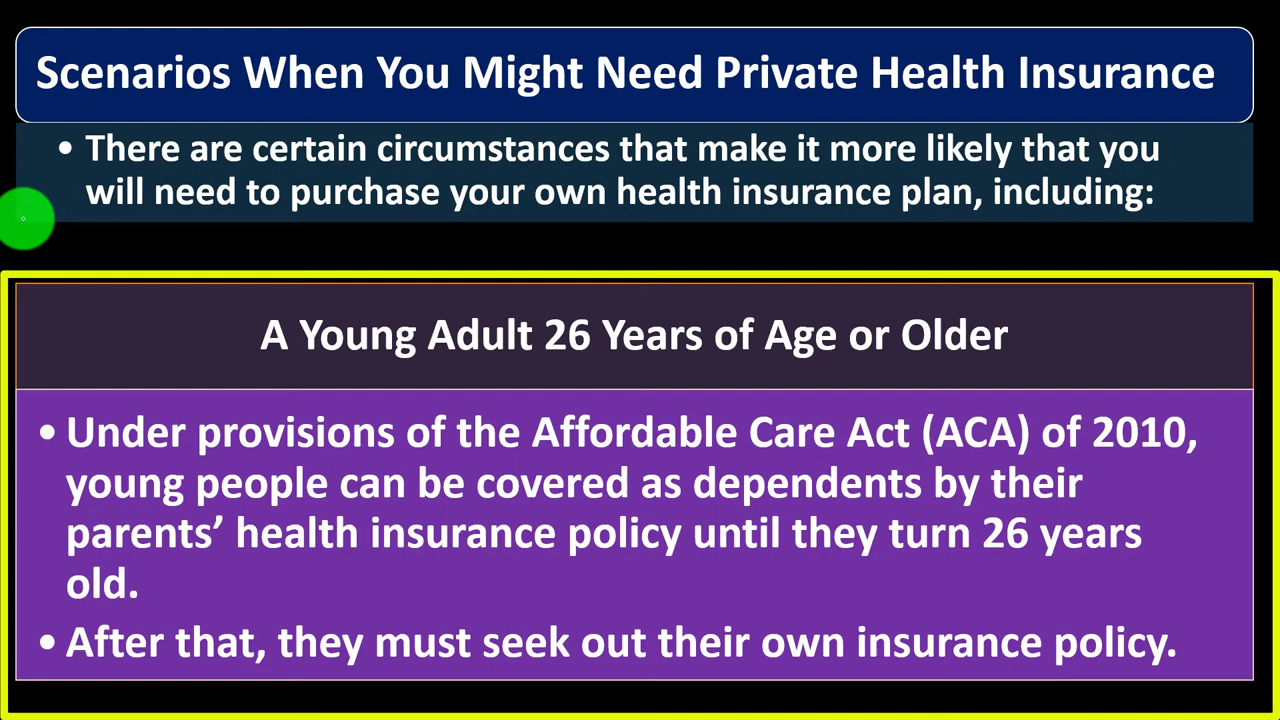 Scenarios When You Might Need Private Health Insurance
• There are certain circumstances that make it more likely that you
will need to purchase your own health insurance plan, including:
A Young Adult 26 Years of Age or Older
• Under provisions of the Affordable Care Act (ACA) of 2010,
young people can be covered as dependents by their
parents’ health insurance policy until they turn 26 years
old.
• After that, they must seek out their own insurance policy.